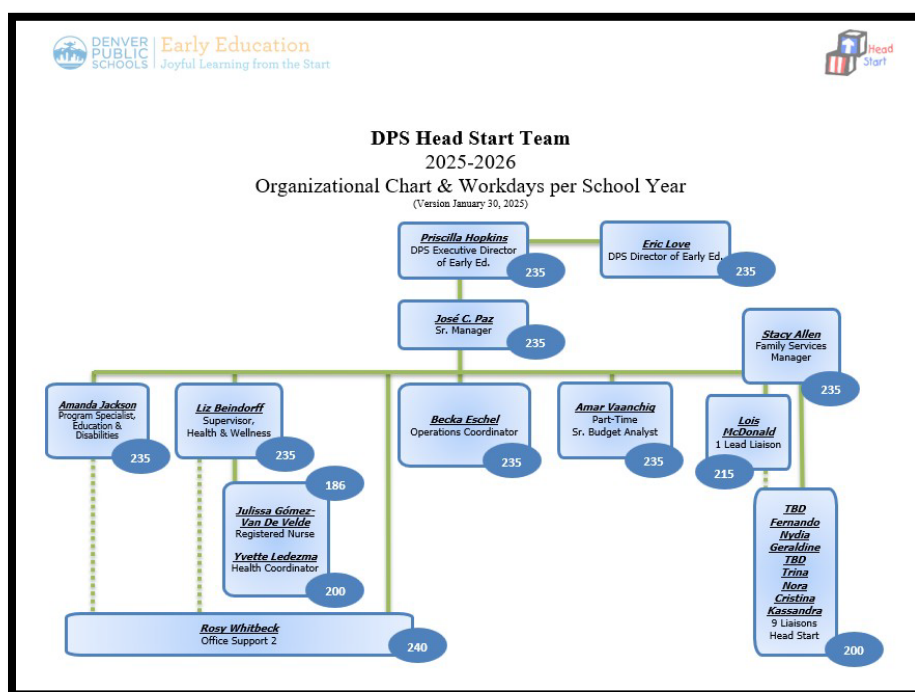 DENVER
PUBLIC
SCHOOLS
Early Education
Joyful Learning from the Start
Head
Start
DPS Head Start Team
2025-2026
Organizational Chart & Workdays per School Year
(Version January 30, 2025)
Priscilla Hopkins
DPS Executive Director
of Early Ed.
235
Eric Love
DPS Director of Early Ed.
235
José C. Paz
Sr. Manager
235
Stacy Allen
Family Services
Manager
235
Amanda Jackson
Program Specialist,
Education &
Disabilities
235
Liz Beindorff
Supervisor,
Health & Wellness
235
Becka Eschel
Operations Coordinator
235
Amar Vaanchig
Part-Time
Sr. Budget Analyst
235
Lois
McDonald
1 Lead Liaison
215
186
Julissa Gómez-
Van De Velde
Registered Nurse
Yvette Ledezma
Health Coordinator
200
TBD
Fernando
Nydia
Geraldine
TBD
Trina
Nora
Cristina
Kassandra
9 Liaisons
Head Start
200
Rosy Whitbeck
Office Support 2
240